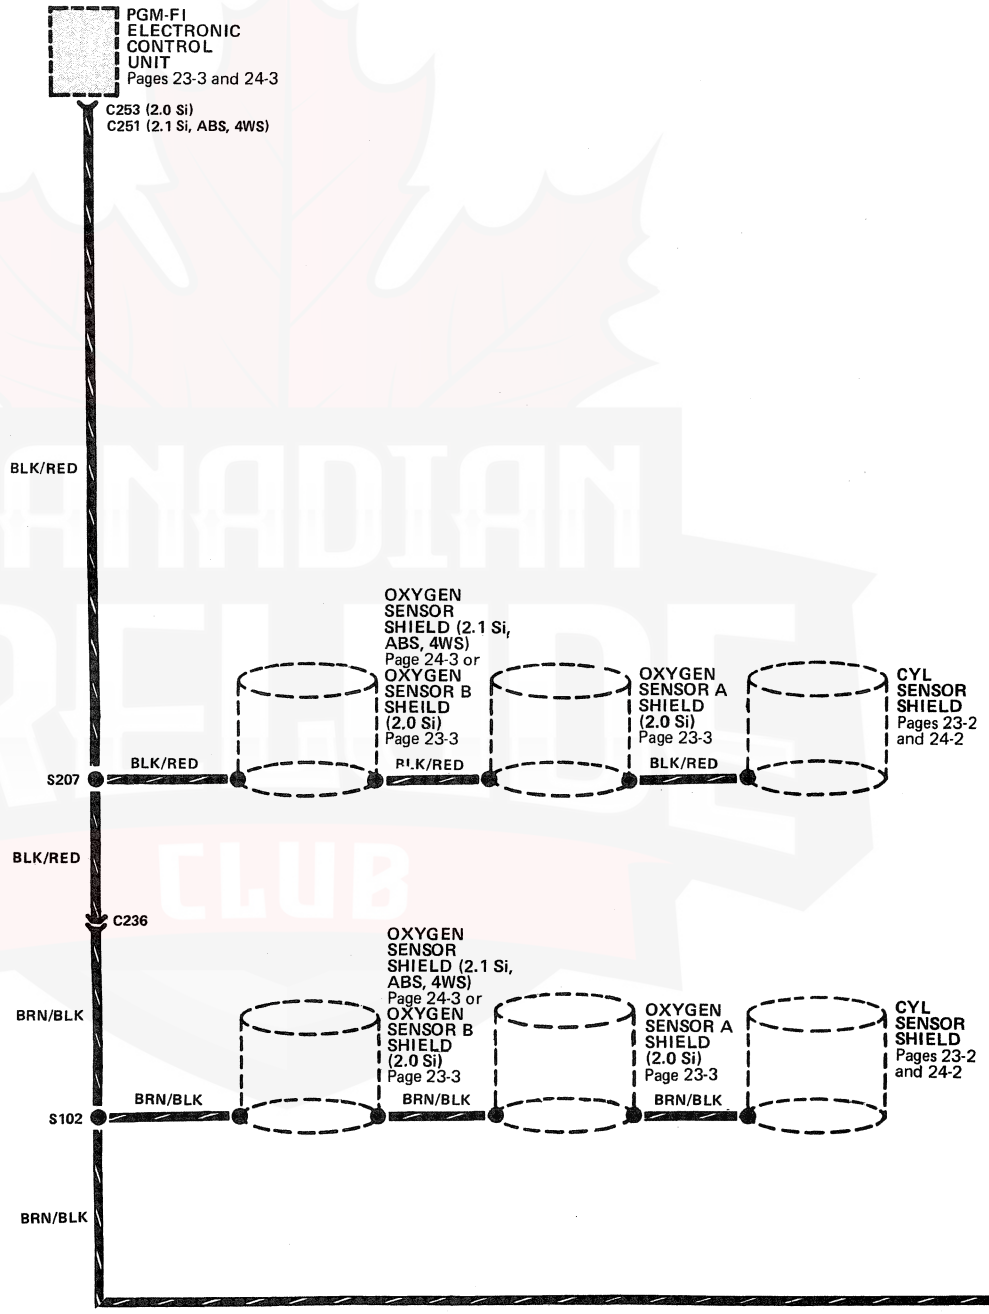 PGM-FI
ELECTRONIC
CONTROL
UNIT
Pages 23-3 and 24-3
C253 (2.0 Si)
C251 (2.1 Si, ABS, 4WS)
BLK/RED
OXYGEN
SENSOR
SHIELD (2.1 Si,
ABS, 4WS)
Page 24-3 or
OXYGEN
SENSOR B
SHEILD
(2.0 Si)
Page 23-3
OXYGEN
SENSOR A
SHIELD
(2.0 Si)
Page 23-3
CYL
SENSOR
SHIELD
Pages 23-2
and 24-2
S207
BLK/RED
BLK/RED
BLK/RED
BLK/RED
C236
OXYGEN
SENSOR
SHIELD (2.1 Si,
ABS, 4WS)
Page 24-3 or
OXYGEN
SENSOR B
SHIELD
(2.0 Si)
Page 23-3
OXYGEN
SENSOR A
SHIELD
(2.0 Si)
Page 23-3
CYL
SENSOR
SHIELD
Pages 23-2
and 24-2
BRN/BLK
S102
BRN/BLK
BRN/BLK
BRN/BLK
BRN/BLK
ANADIAN
RELUDE
CLUB